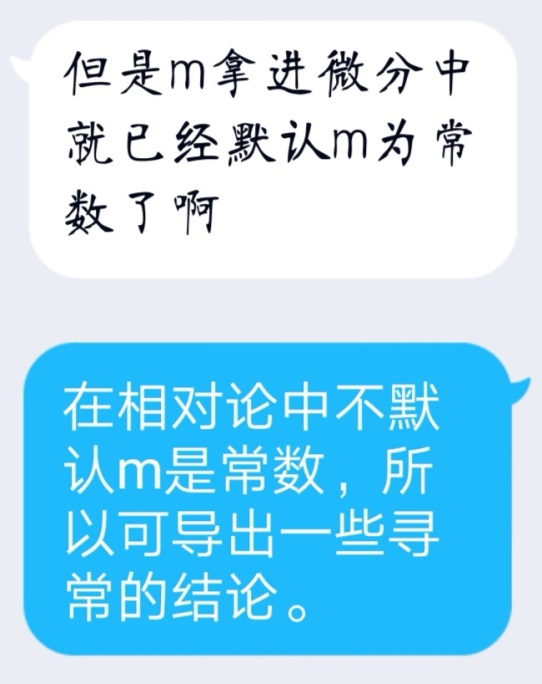 但是m拿进微分中
就已经默认m为常
数了啊
在相对论中不默
认m是常数，所
以可导出一些寻
常的结论。